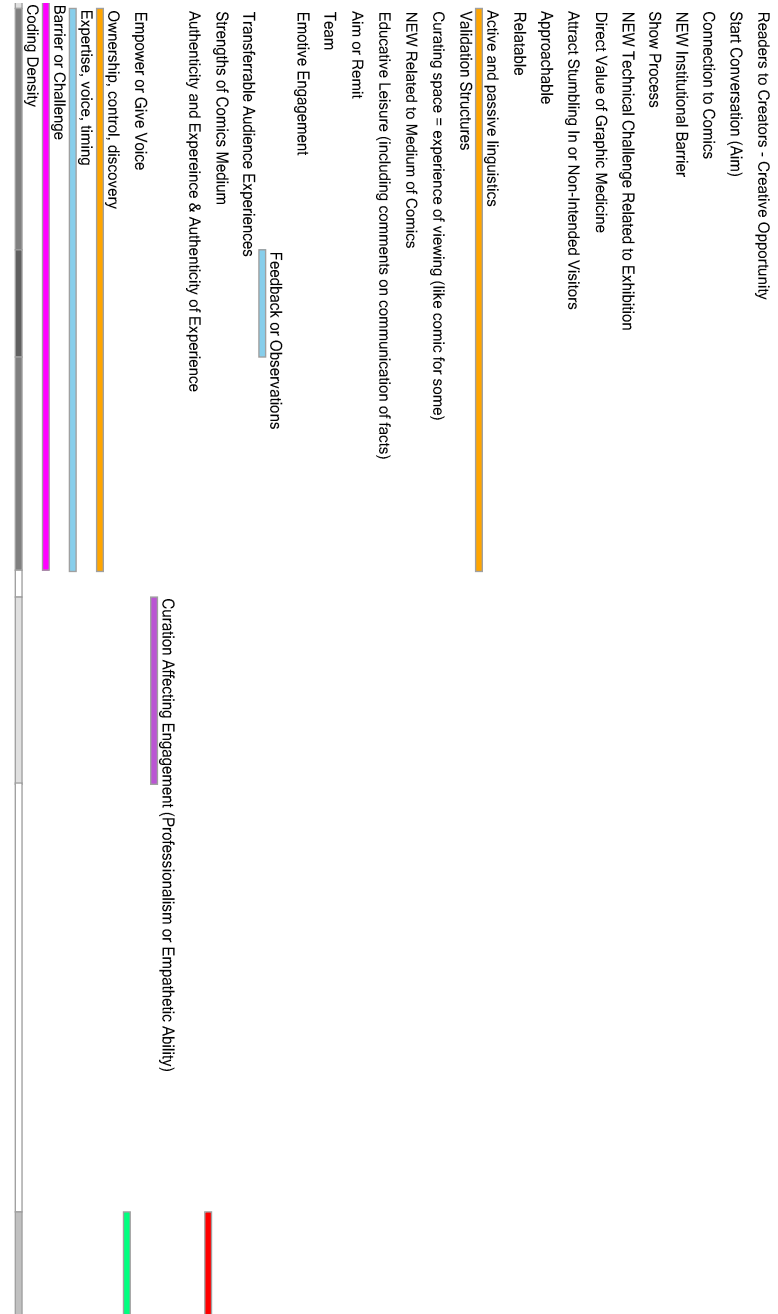 Readers to Creators - Creative Opportunity
Start Conversation (Aim)
Connection to Comics
NEW Institutional Barrier
Show Process
NEW Technical Challenge Related to Exhibition
Direct Value of Graphic Medicine
Attract Stumbling In or Non-Intended Visitors
Approachable
Relatable
Active and passive linguistics
Validation Structures
Curating space = experience of viewing (like comic for some)
NEW Related to Medium of Comics
Educative Leisure (including comments on communication of facts)
Aim or Remit
Team
Emotive Engagement
Feedback or Observations
Transferrable Audience Experiences
Strengths of Comics Medium
Authenticity and Expereince & Authenticity of Experience
Curation Affecting Engagement (Professionalism or Empathetic Ability)
Empower or Give Voice
Ownership, control, discovery
Expertise, voice, timing
Barrier or Challenge
Coding Density